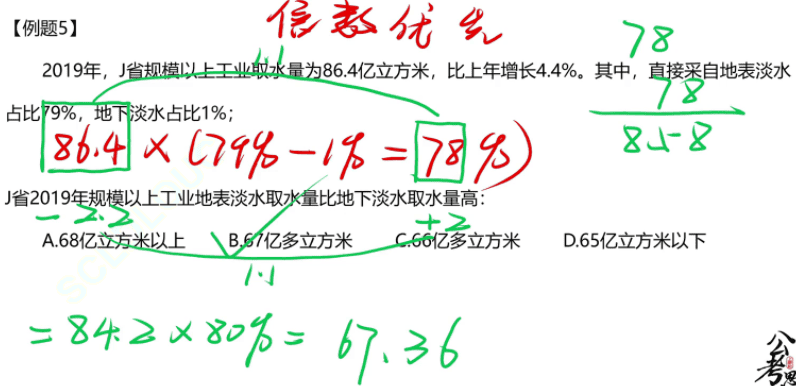 【例题5】 倍数优先
78
1.1
2019年，J省规模以上工业取水量为86.4亿立方米，比上年增长4.4%。其中，直接采自地表淡水
78
占比79%，地下淡水占比1%；
85-8
86.4×(79%-1%=78%)
J省2019年规模以上工业地表淡水取水量比地下淡水取水量高：
-2.2 +2
A.68亿立方米以上 B.67亿多立方米 C.66亿多立方米 D.65亿立方米以下
1.1
=84.2×80%=67.36
公考思